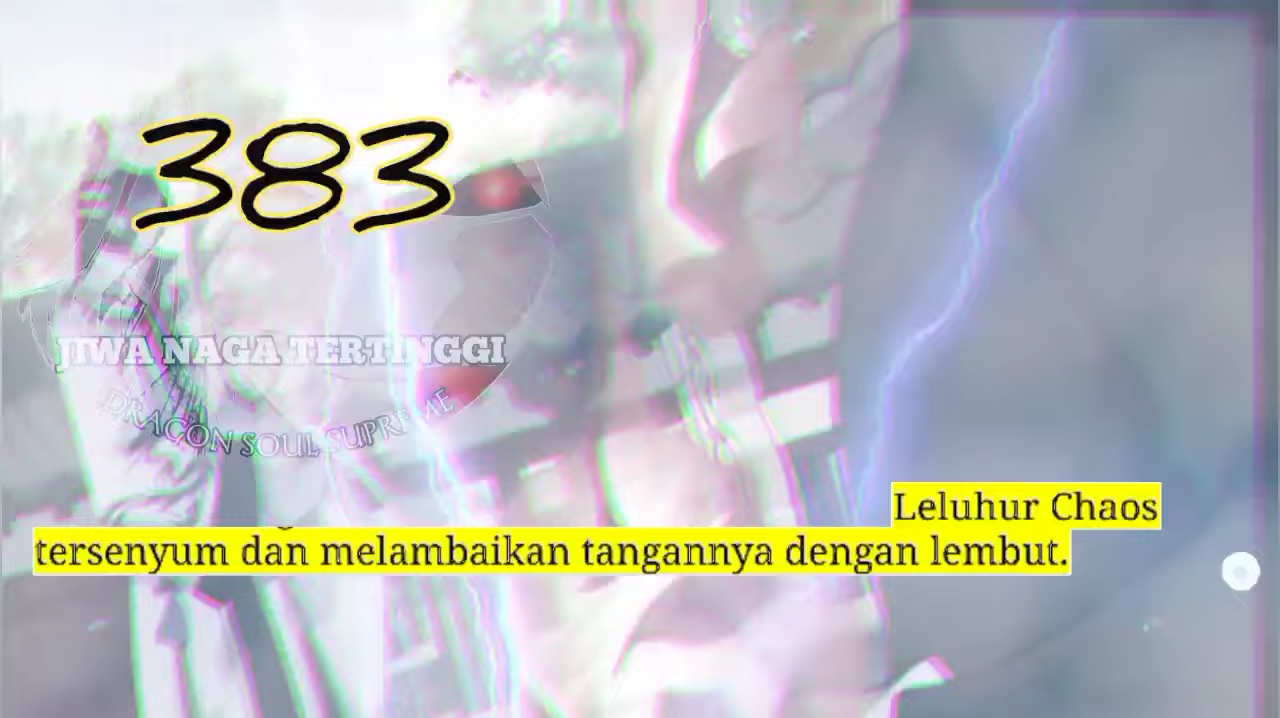 383
JIWA NAGA TERTINGGI
DRAGON SOUL SUPREME
Leluhur Chaos
tersenyum dan melambaikan tangannya dengan lembut.